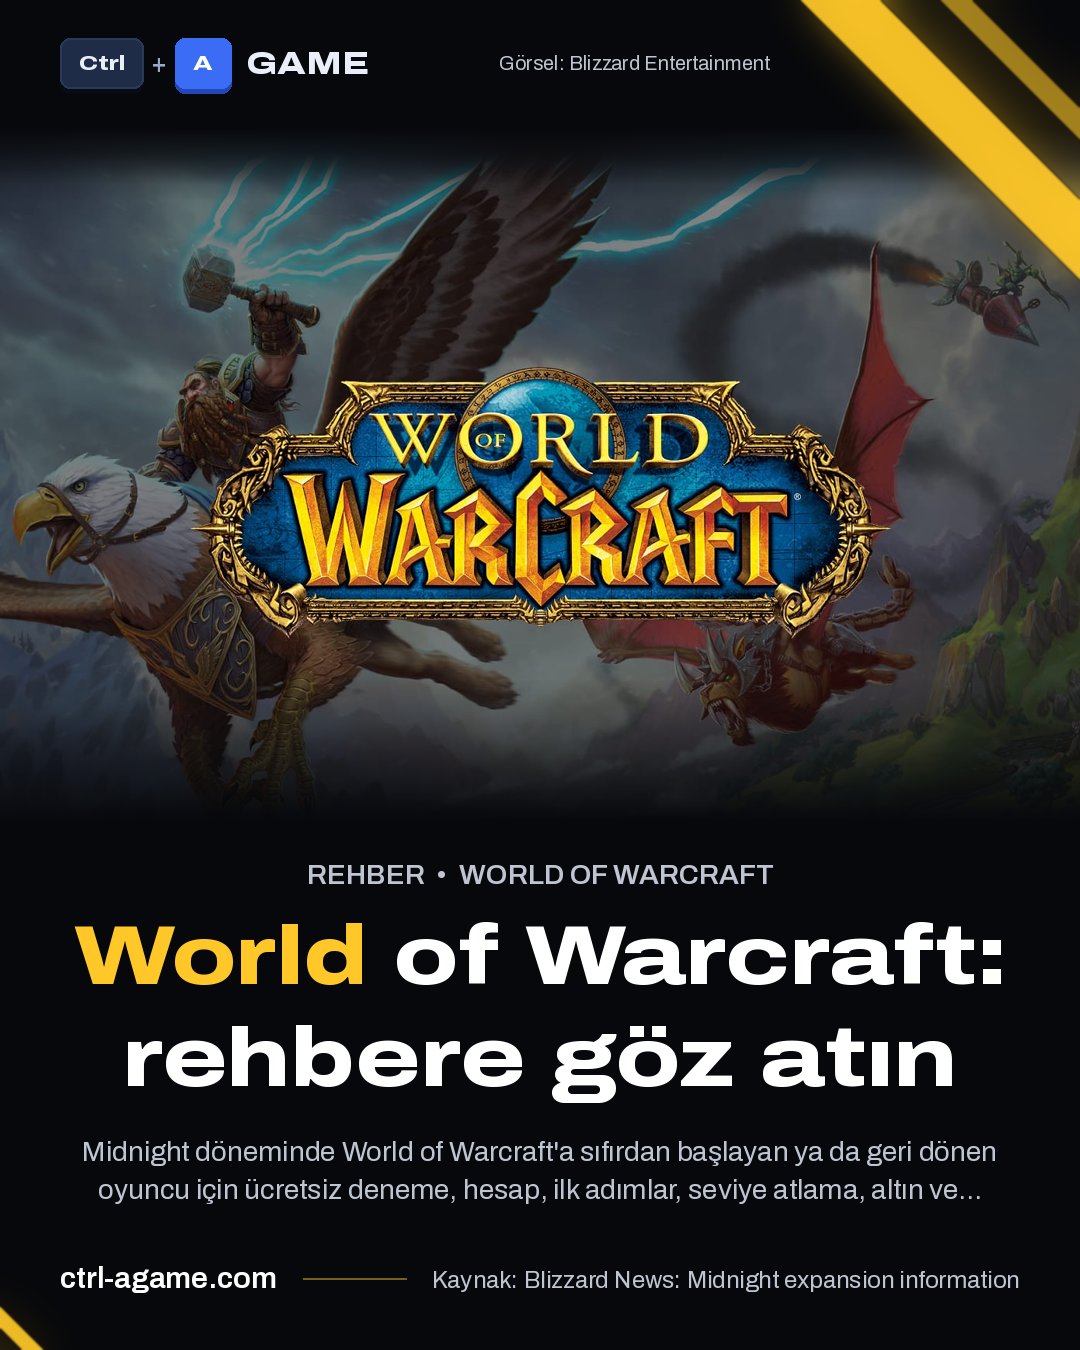 Ctrl + A GAME
Görsel: Blizzard Entertainment
WORLD
OF
WARCRAFT
®
REHBER • WORLD OF WARCRAFT
World of Warcraft:
rehbere göz atın
Midnight döneminde World of Warcraft'a sıfırdan başlayan ya da geri dönen
oyuncu için ücretsiz deneme, hesap, ilk adımlar, seviye atlama, altın ve...
ctrl-agame.com
Kaynak: Blizzard News: Midnight expansion information